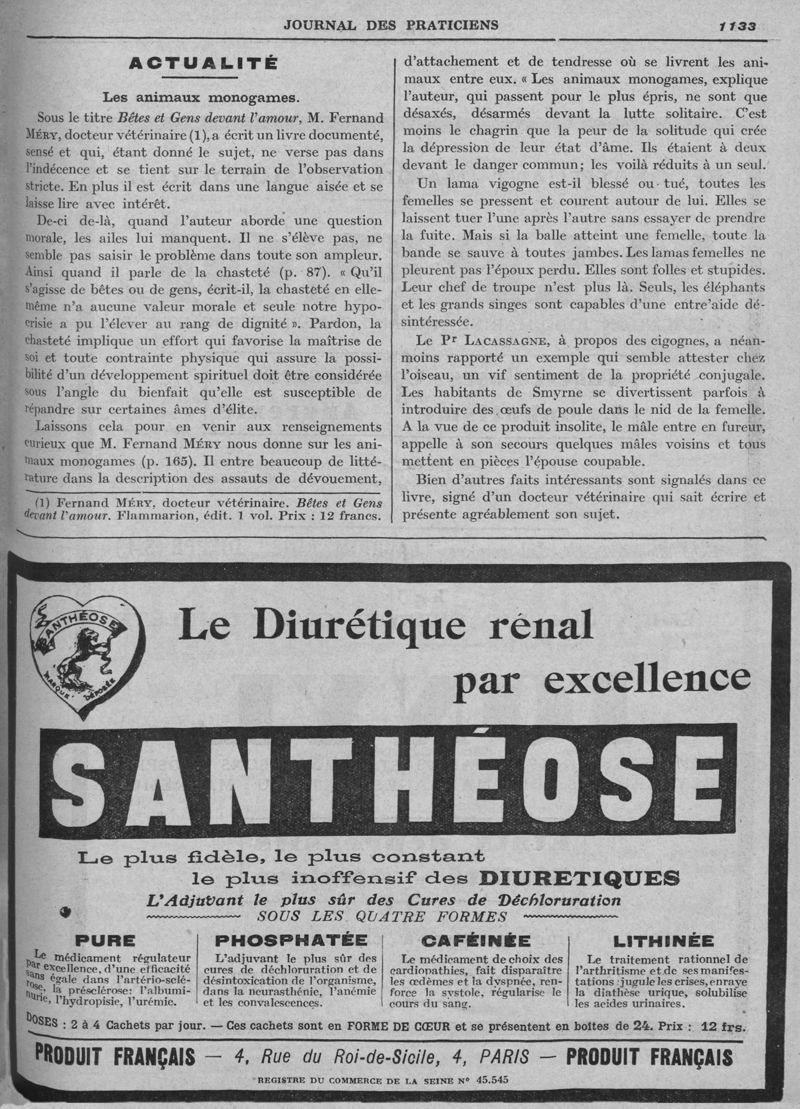 JOURNAL DES PRATICIENS
1133
ACTUALITÉ
Les animaux monogames.
Sous le titre Bêtes et Gens devant l'amour, M. Fernand
MÉRY, docteur vétérinaire (1), a écrit un livre documenté,
sensé et qui, étant donné le sujet, ne verse pas dans
l'indécence et se tient sur le terrain de l'observation
stricte. En plus il est écrit dans une langue aisée et se
laisse lire avec intérêt.
De-ci de-là, quand l'auteur aborde une question
morale, les ailes lui manquent. Il ne s'élève pas, ne
semble pas saisir le problème dans toute son ampleur.
Ainsi quand il parle de la chasteté (p. 87). « Qu'il
s'agisse de bêtes ou de gens, écrit-il, la chasteté en elle-
même n'a aucune valeur morale et seule notre hypo-
crisie a pu l'élever au rang de dignité ». Pardon, la
chasteté implique un effort qui favorise la maîtrise de
soi et toute contrainte physique qui assure la possi-
bilité d'un développement spirituel doit être considérée
sous l'angle du bienfait qu'elle est susceptible de
répandre sur certaines âmes d'élite.
Laissons cela pour en venir aux renseignements
curieux que M. Fernand MÉRY nous donne sur les ani-
maux monogames (p. 165). Il entre beaucoup de litté-
rature dans la description des assauts de dévouement,
(1) Fernand MÉRY, docteur vétérinaire. Bêtes et Gens
devant l'amour. Flammarion, édit. 1 vol. Prix : 12 francs.
d'attachement et de tendresse où se livrent les ani-
maux entre eux. « Les animaux monogames, explique
l'auteur, qui passent pour le plus épris, ne sont que
désaxés, désarmés devant la lutte solitaire. C'est
moins le chagrin que la peur de la solitude qui crée
la dépression de leur état d'âme. Ils étaient à deux
devant le danger commun ; les voilà réduits à un seul.
Un lama vigogne est-il blessé ou tué, toutes les
femelles se pressent et courent autour de lui. Elles se
laissent tuer l'une après l'autre sans essayer de prendre
la fuite. Mais si la balle atteint une femelle, toute la
bande se sauve à toutes jambes. Les lamas femelles ne
pleurent pas l'époux perdu. Elles sont folles et stupides.
Leur chef de troupe n'est plus là. Seuls, les éléphants
et les grands singes sont capables d'une entr'aide dé-
sintéressée.
Le Pr LACASSAGNE, à propos des cigognes, a néan-
moins rapporté un exemple qui semble attester chez
l'oiseau, un vif sentiment de la propriété conjugale.
Les habitants de Smyrne se divertissent parfois à
introduire des œufs de poule dans le nid de la femelle.
A la vue de ce produit insolite, le mâle entre en fureur,
appelle à son secours quelques mâles voisins et tous
mettent en pièces l'épouse coupable.
Bien d'autres faits intéressants sont signalés dans ce
livre, signé d'un docteur vétérinaire qui sait écrire et
présente agréablement son sujet.
SANTHÉOSE
MARQUE DÉPOSÉE
Le Diurétique rénal
par excellence
SANTHÉOSE
Le plus fidèle, le plus constant
le plus inoffensif des DIURETIQUES
L'Adjuvant le plus sûr des Cures de Déchloruration
SOUS LES QUATRE FORMES
PURE
Le médicament régulateur
par excellence, d'une efficacité
sans égale dans l'artério-sclé-
rose, la présclérose: l'albumi-
nurie, l'hydropisie, l'urémie.
PHOSPHATÉE
L'adjuvant le plus sûr des
cures de déchloruration et de
désintoxication de l'organisme,
dans la neurasthénie, l'anémie
et les convalescences.
CAFÉINÉE
Le médicament de choix des
cardiopathies, fait disparaître
les œdèmes et la dyspnée, ren-
force la systole, régularise le
cours du sang.
LITHINÉE
Le traitement rationnel de
l'arthritisme et de ses manifes-
tations : jugule les crises, enraye
la diathèse urique, solubilise
les acides urinaires.
DOSES : 2 à 4 Cachets par jour. — Ces cachets sont en FORME DE CŒUR et se présentent en boîtes de 24. Prix : 12 frs.
PRODUIT FRANÇAIS — 4, Rue du Roi-de-Sicile, 4, PARIS — PRODUIT FRANÇAIS
REGISTRE DU COMMERCE DE LA SEINE N° 45.545